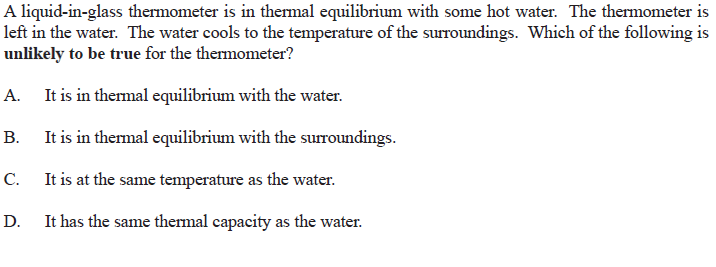 A liquid-in-glass thermometer is in thermal equilibrium with some hot water. The thermometer is
left in the water. The water cools to the temperature of the surroundings. Which of the following is
unlikely to be true for the thermometer?
A. It is in thermal equilibrium with the water.
B. It is in thermal equilibrium with the surroundings.
C. It is at the same temperature as the water.
D. It has the same thermal capacity as the water.